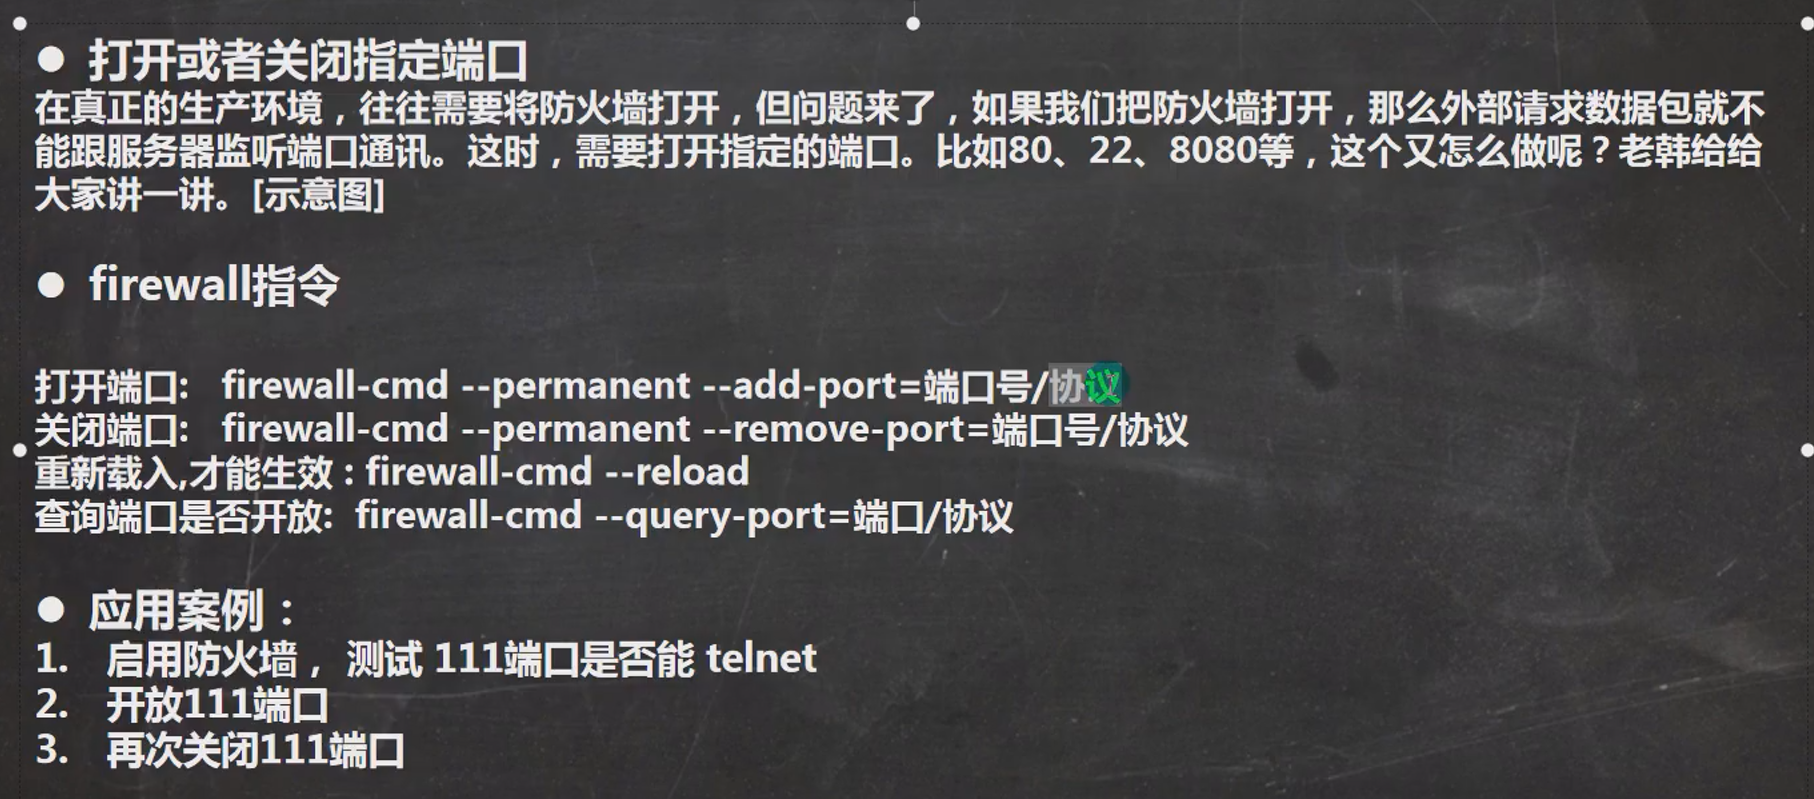 ● 打开或者关闭指定端口
在真正的生产环境，往往需要将防火墙打开，但问题来了，如果我们把防火墙打开，那么外部请求数据包就不
能跟服务器监听端口通讯。这时，需要打开指定的端口。比如80、22、8080等，这个又怎么做呢？老韩给给
大家讲一讲。[示意图]
● firewall指令
打开端口: firewall-cmd --permanent --add-port=端口号/协议
关闭端口: firewall-cmd --permanent --remove-port=端口号/协议
重新载入,才能生效：firewall-cmd --reload
查询端口是否开放: firewall-cmd --query-port=端口/协议
● 应用案例：
1. 启用防火墙， 测试 111端口是否能 telnet
2. 开放111端口
3. 再次关闭111端口